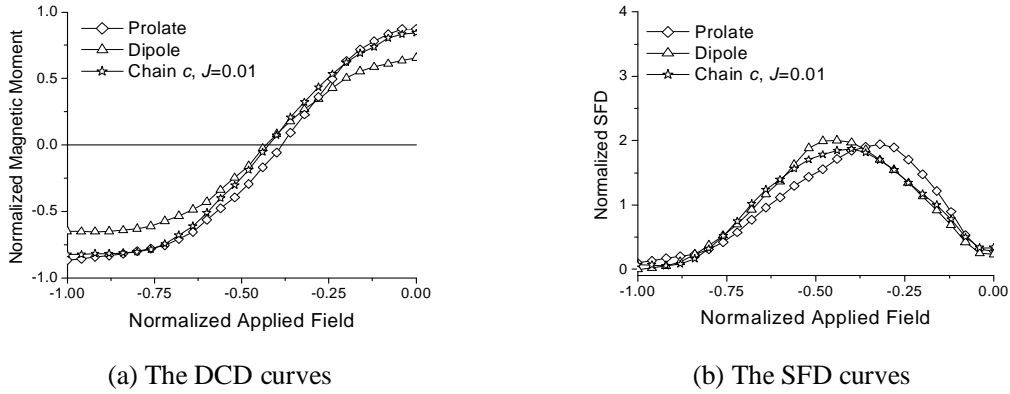 Prolate
Dipole
Chain c, J=0.01
1.0
0.5
0.0
-0.5
-1.0
Normalized Magnetic Moment
-1.00
-0.75
-0.50
-0.25
0.00
Normalized Applied Field
(a) The DCD curves
Prolate
Dipole
Chain c, J=0.01
4
3
2
1
0
Normalized SFD
-1.00
-0.75
-0.50
-0.25
0.00
Normalized Applied Field
(b) The SFD curves